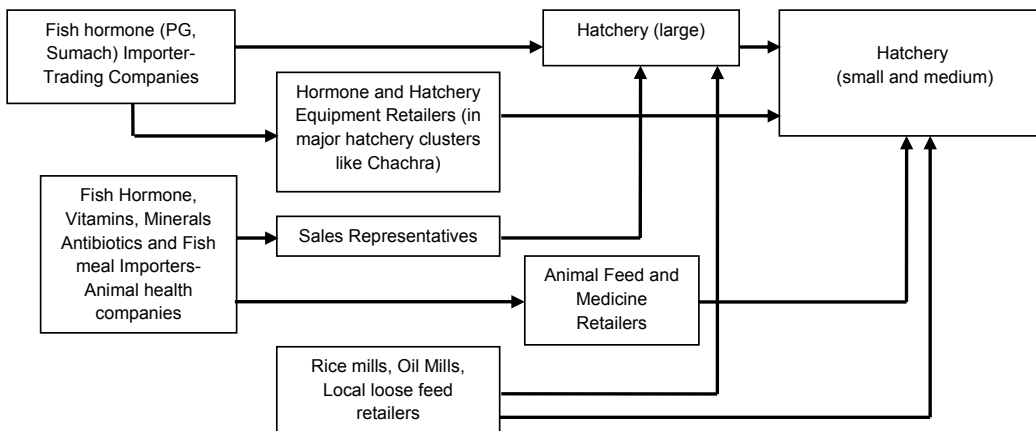 Fish hormone (PG,
Sumach) Importer-
Trading Companies
Hatchery (large)
Hatchery
(small and medium)
Hormone and Hatchery
Equipment Retailers (in
major hatchery clusters
like Chachra)
Fish Hormone,
Vitamins, Minerals
Antibiotics and Fish
meal Importers-
Animal health
companies
Sales Representatives
Animal Feed and
Medicine
Retailers
Rice mills, Oil Mills,
Local loose feed
retailers